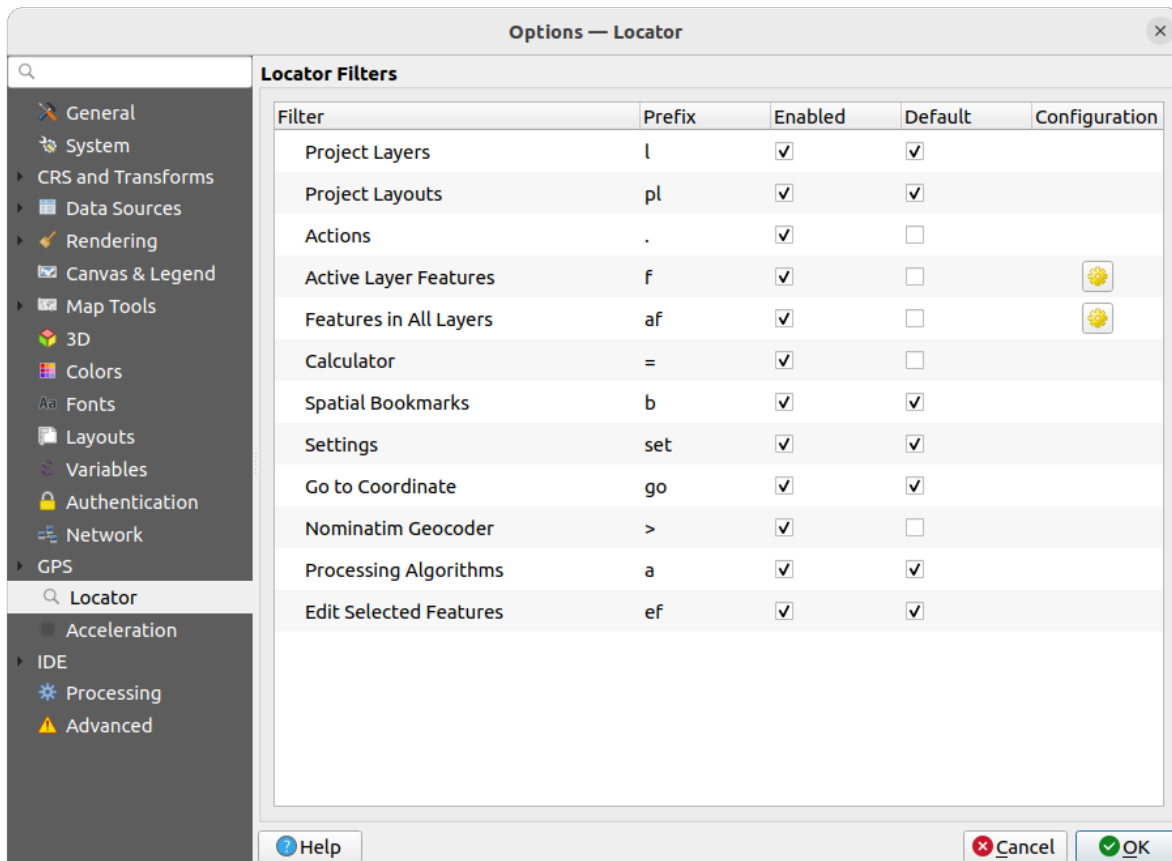 Options — Locator
Locator Filters
General
System
CRS and Transforms
Data Sources
Rendering
Canvas & Legend
Map Tools
3D
Colors
Aa Fonts
Layouts
ε Variables
Authentication
Network
GPS
Locator
Acceleration
IDE
Processing
Advanced
Filter Prefix Enabled Default Configuration
Project Layers l
Project Layouts pl
Actions .
Active Layer Features f
Features in All Layers af
Calculator =
Spatial Bookmarks b
Settings set
Go to Coordinate go
Nominatim Geocoder >
Processing Algorithms a
Edit Selected Features ef
? Help
Cancel
OK